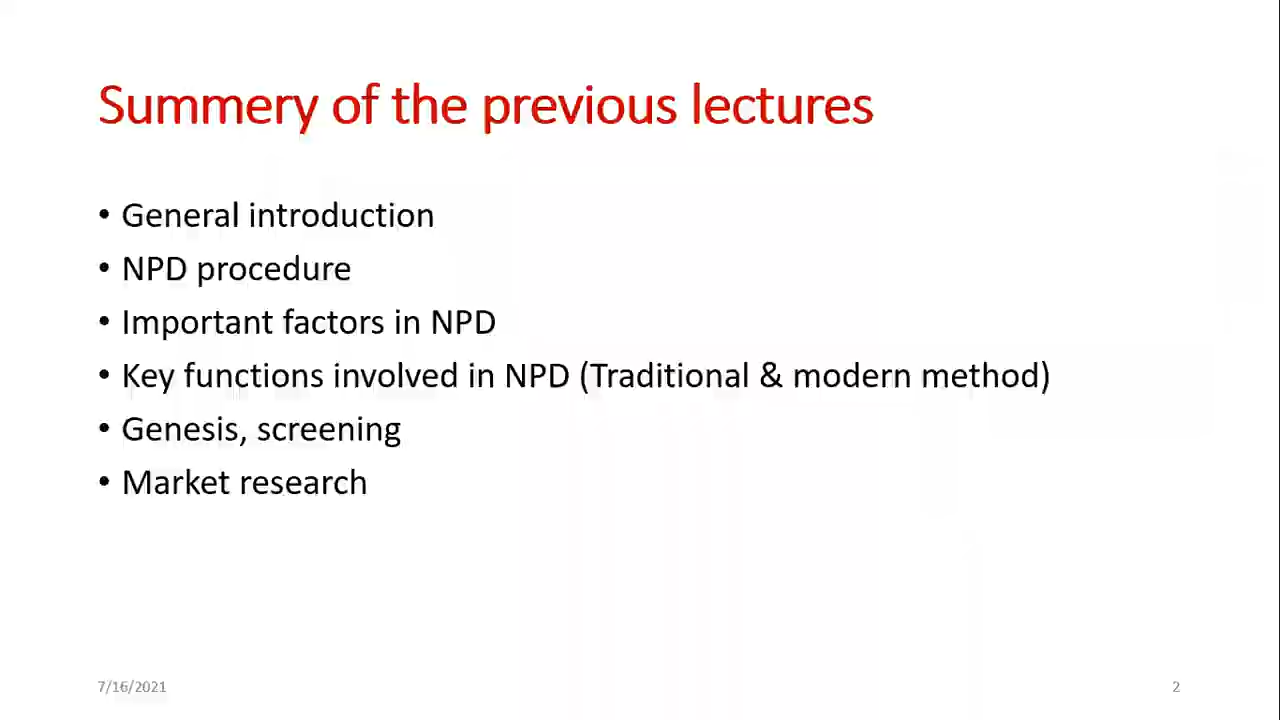 Summery of the previous lectures
• General introduction
• NPD procedure
• Important factors in NPD
• Key functions involved in NPD (Traditional & modern method)
• Genesis, screening
• Market research
7/16/2021
2